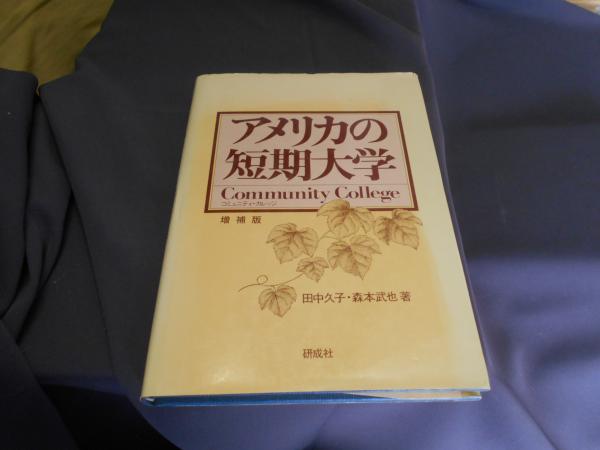 アメリカの
短期大学
Community College
コミュニティ・カレッジ
増補版
田中久子・森本武也著
研成社